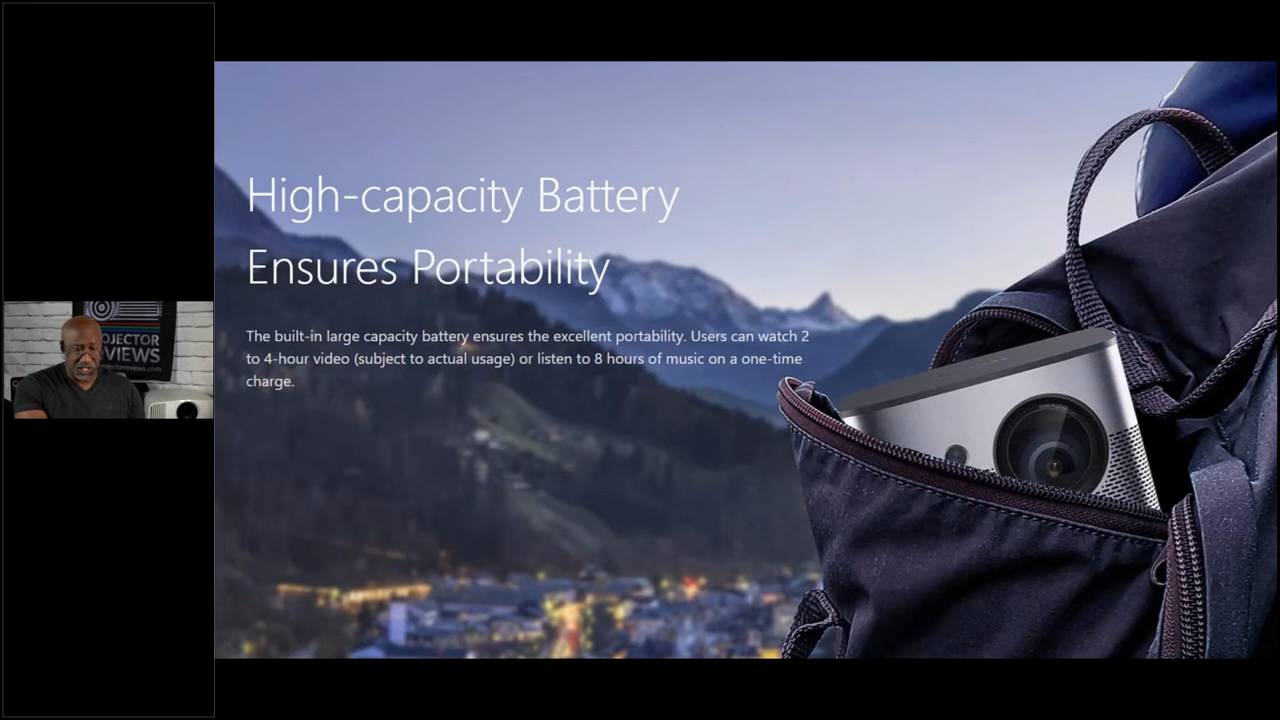 High-capacity Battery
Ensures Portability
The built-in large capacity battery ensures the excellent portability. Users can watch 2
to 4-hour video (subject to actual usage) or listen to 8 hours of music on a one-time
charge.
OJECTOR
VIEWS
ojectorreviews.com